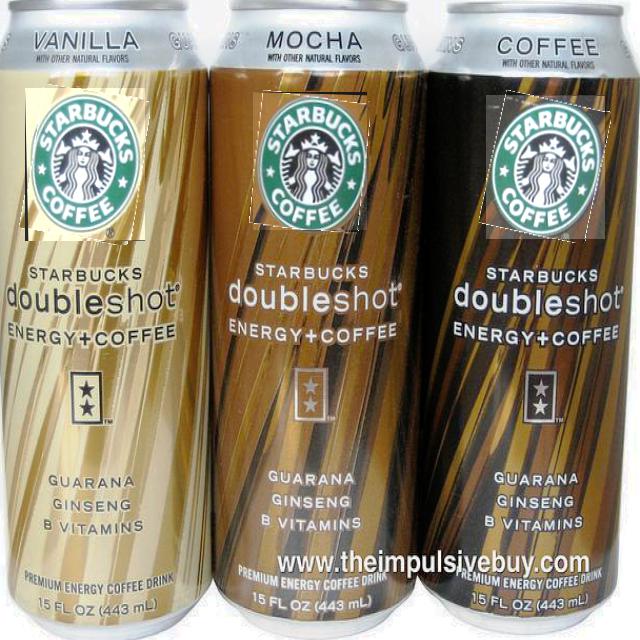 VANILLA
WITH OTHER NATURAL FLAVORS
STARBUCKS
COFFEE
STARBUCKS
doubleshot®
ENERGY+COFFEE
GUARANA
GINSENG
B VITAMINS
PREMIUM ENERGY COFFEE DRINK
15 FL OZ (443 mL)
MOCHA
WITH OTHER NATURAL FLAVORS
STARBUCKS
COFFEE
STARBUCKS
doubleshot®
ENERGY+COFFEE
GUARANA
GINSENG
B VITAMINS
PREMIUM ENERGY COFFEE DRINK
15 FL OZ (443 mL)
COFFEE
WITH OTHER NATURAL FLAVORS
STARBUCKS
COFFEE
STARBUCKS
doubleshot®
ENERGY+COFFEE
GUARANA
GINSENG
B VITAMINS
PREMIUM ENERGY COFFEE DRINK
15 FL OZ (443 mL)
www.theimpulsivebuy.com